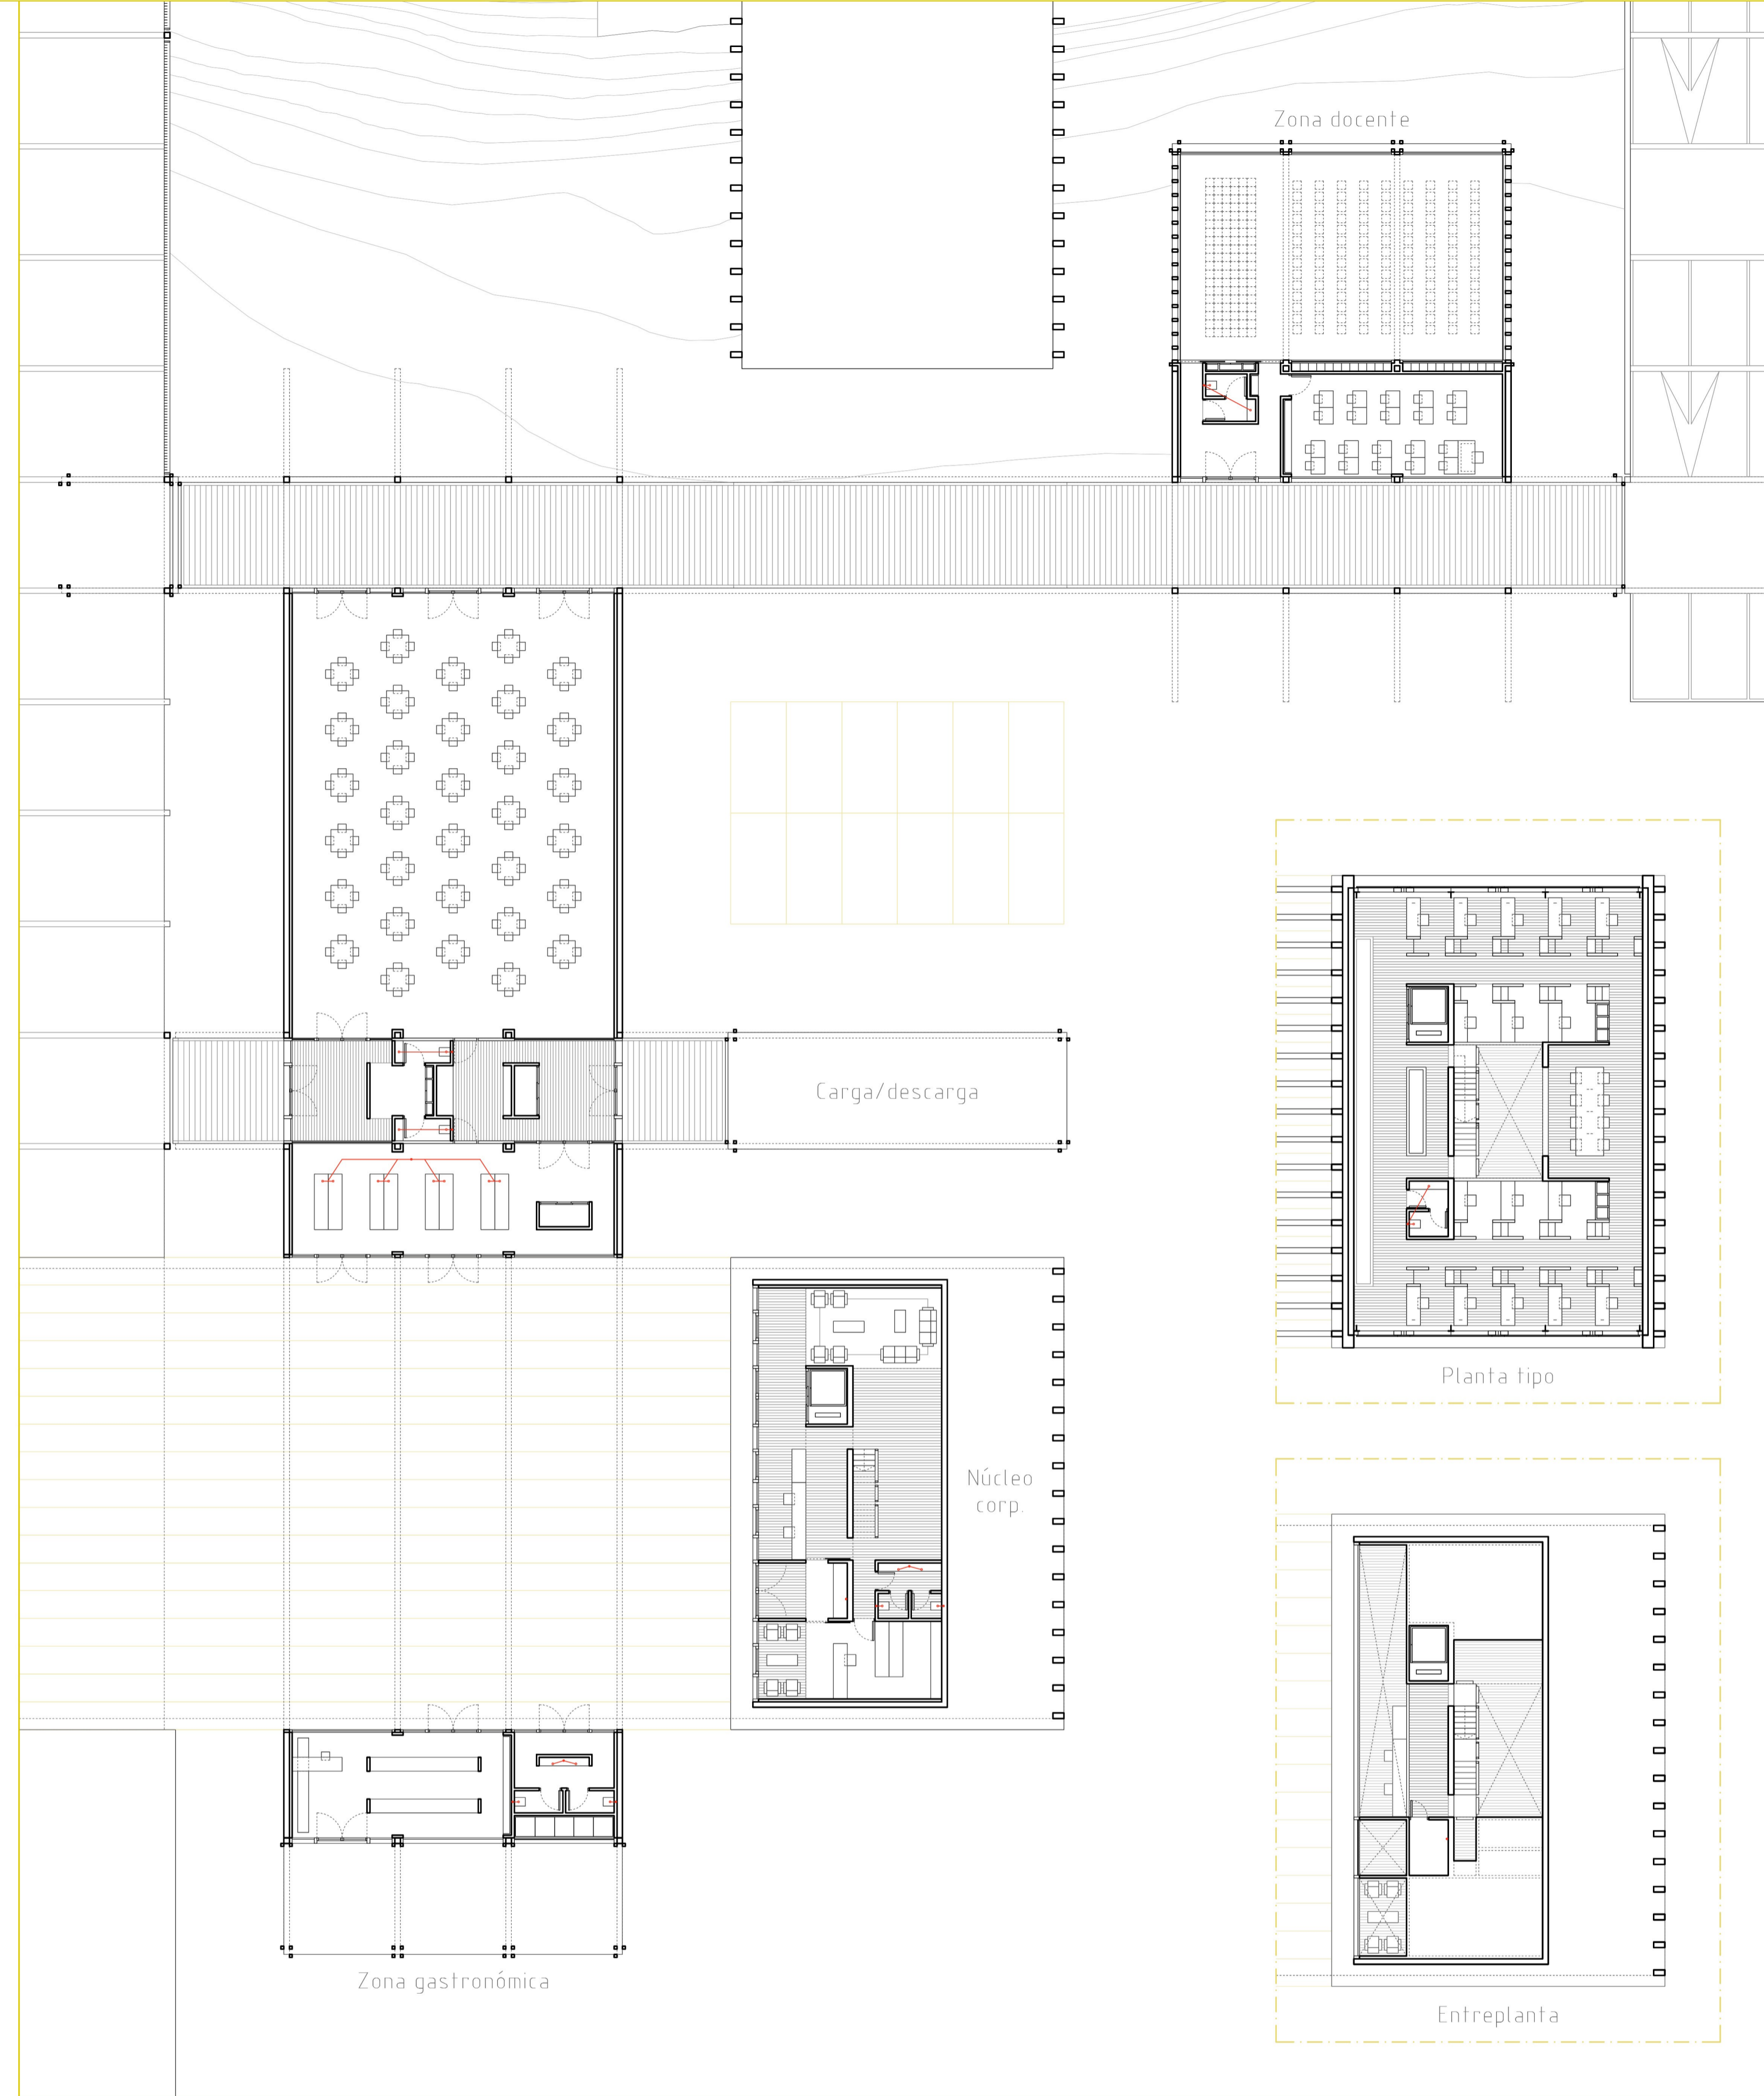 Zona docente
Carga/descarga
Planta tipo
Núcleo
corp.
Zona gastronómica
Entreplanta